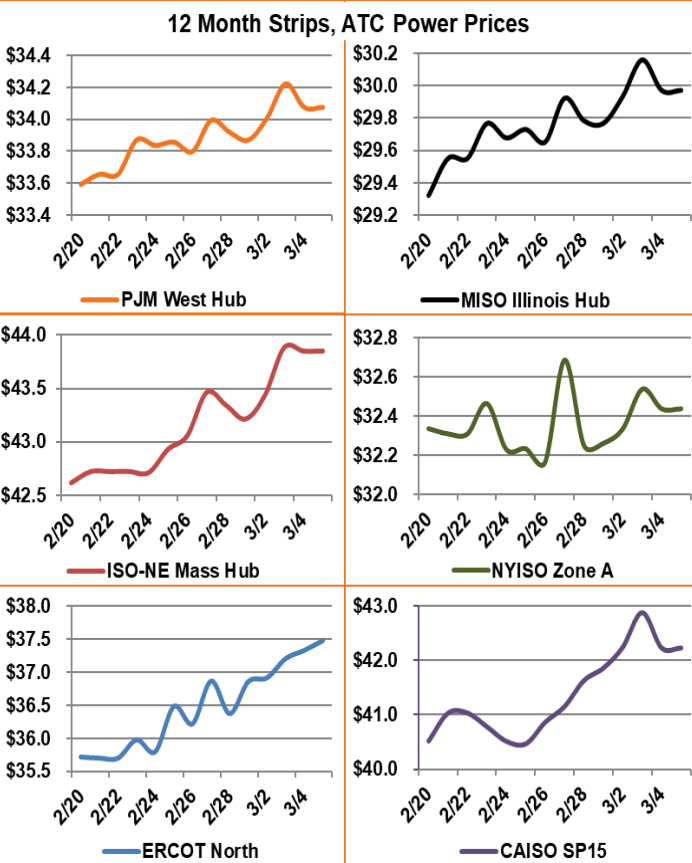 12 Month Strips, ATC Power Prices
$34.4
$34.2
$34.0
$33.8
$33.6
$33.4
2/20 2/22 2/24 2/26 2/28 3/2 3/4
PJM West Hub
$30.2
$30.0
$29.8
$29.6
$29.4
$29.2
2/20 2/22 2/24 2/26 2/28 3/2 3/4
MISO Illinois Hub
$44.0
$43.5
$43.0
$42.5
2/20 2/22 2/24 2/26 2/28 3/2 3/4
ISO-NE Mass Hub
$32.8
$32.6
$32.4
$32.2
$32.0
2/20 2/22 2/24 2/26 2/28 3/2 3/4
NYISO Zone A
$38.0
$37.5
$37.0
$36.5
$36.0
$35.5
2/20 2/22 2/24 2/26 2/28 3/2 3/4
ERCOT North
$43.0
$42.0
$41.0
$40.0
2/20 2/22 2/24 2/26 2/28 3/2 3/4
CAISO SP15